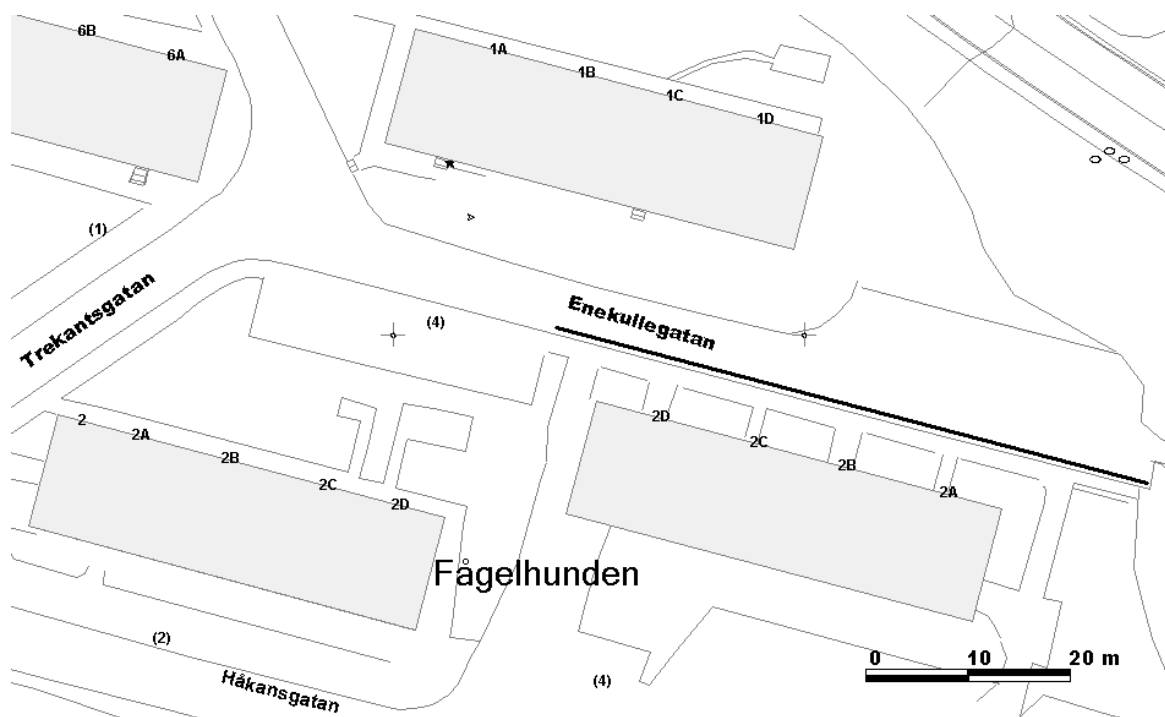 6B
6A
1A
1B
1C
1D
(1)
Trekantsgatan
Enekullegatan
(4)
2
2A
2B
2C
2D
2D
2C
2B
2A
Fågelhunden
(2)
Håkansgatan
(4)
0 10 20 m